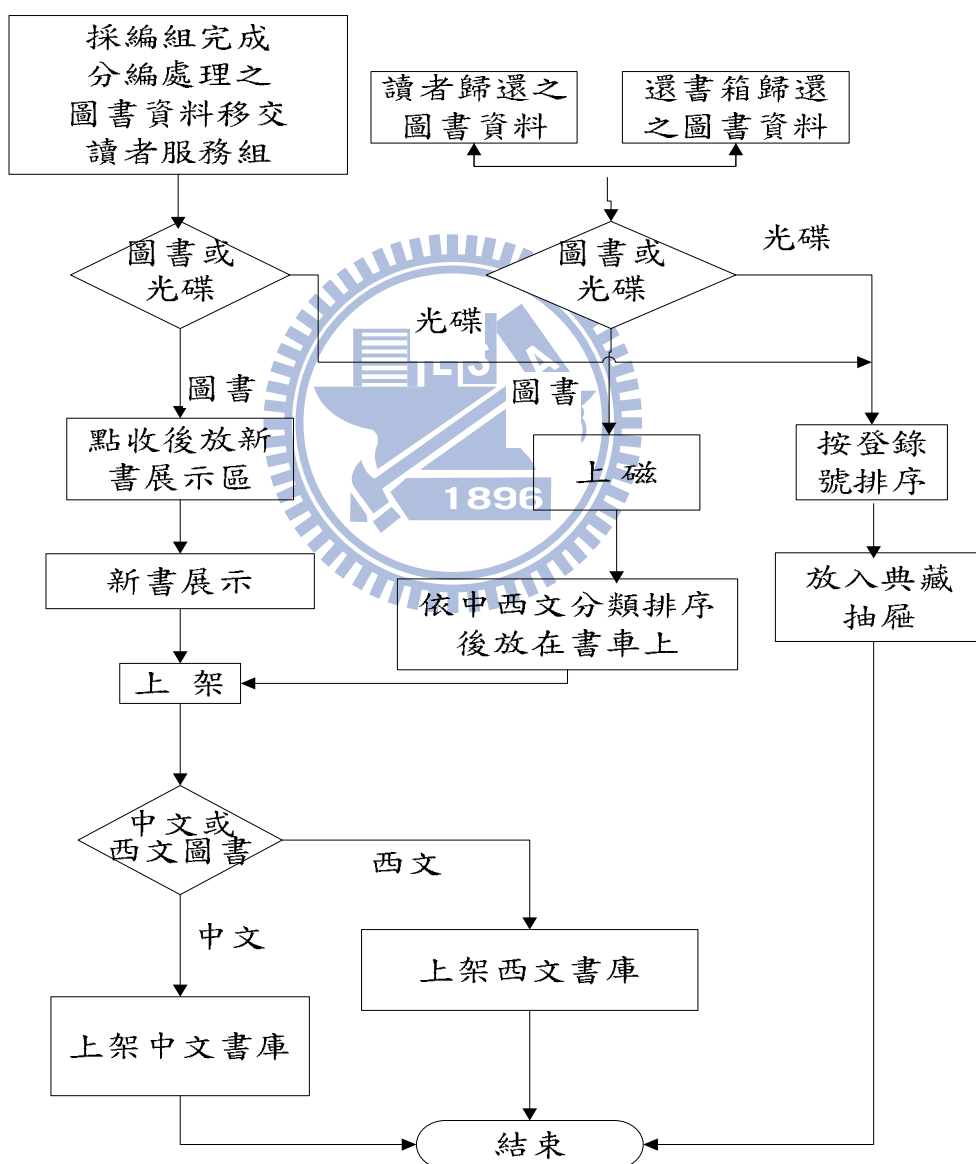 採編組完成
分編處理之
圖書資料移交
讀者服務組
讀者歸還之
圖書資料
還書箱歸還
之圖書資料
圖書或
光碟
圖書或
光碟
光碟
光碟
圖書
圖書
點收後放新
書展示區
上磁
按登錄
號排序
1896
新書展示
依中西文分類排序
後放在書車上
放入典藏
抽屜
上架
中文或
西文圖書
西文
中文
上架西文書庫
上架中文書庫
結束